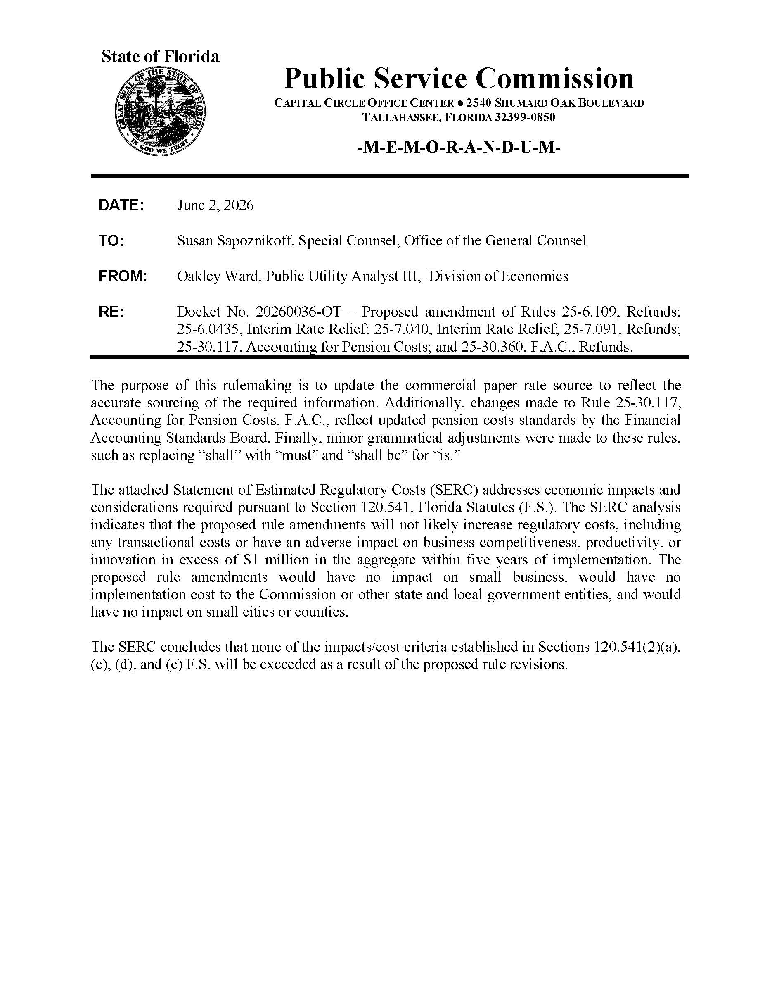 State of Florida
GREAT SEAL OF THE STATE OF FLORIDA
IN GOD WE TRUST
Public Service Commission
CAPITAL CIRCLE OFFICE CENTER ● 2540 SHUMARD OAK BOULEVARD
TALLAHASSEE, FLORIDA 32399-0850
-M-E-M-O-R-A-N-D-U-M-
DATE: June 2, 2026
TO: Susan Sapoznikoff, Special Counsel, Office of the General Counsel
FROM: Oakley Ward, Public Utility Analyst III, Division of Economics
RE: Docket No. 20260036-OT – Proposed amendment of Rules 25-6.109, Refunds;
25-6.0435, Interim Rate Relief; 25-7.040, Interim Rate Relief; 25-7.091, Refunds;
25-30.117, Accounting for Pension Costs; and 25-30.360, F.A.C., Refunds.
The purpose of this rulemaking is to update the commercial paper rate source to reflect the
accurate sourcing of the required information. Additionally, changes made to Rule 25-30.117,
Accounting for Pension Costs, F.A.C., reflect updated pension costs standards by the Financial
Accounting Standards Board. Finally, minor grammatical adjustments were made to these rules,
such as replacing “shall” with “must” and “shall be” for “is.”
The attached Statement of Estimated Regulatory Costs (SERC) addresses economic impacts and
considerations required pursuant to Section 120.541, Florida Statutes (F.S.). The SERC analysis
indicates that the proposed rule amendments will not likely increase regulatory costs, including
any transactional costs or have an adverse impact on business competitiveness, productivity, or
innovation in excess of $1 million in the aggregate within five years of implementation. The
proposed rule amendments would have no impact on small business, would have no
implementation cost to the Commission or other state and local government entities, and would
have no impact on small cities or counties.
The SERC concludes that none of the impacts/cost criteria established in Sections 120.541(2)(a),
(c), (d), and (e) F.S. will be exceeded as a result of the proposed rule revisions.